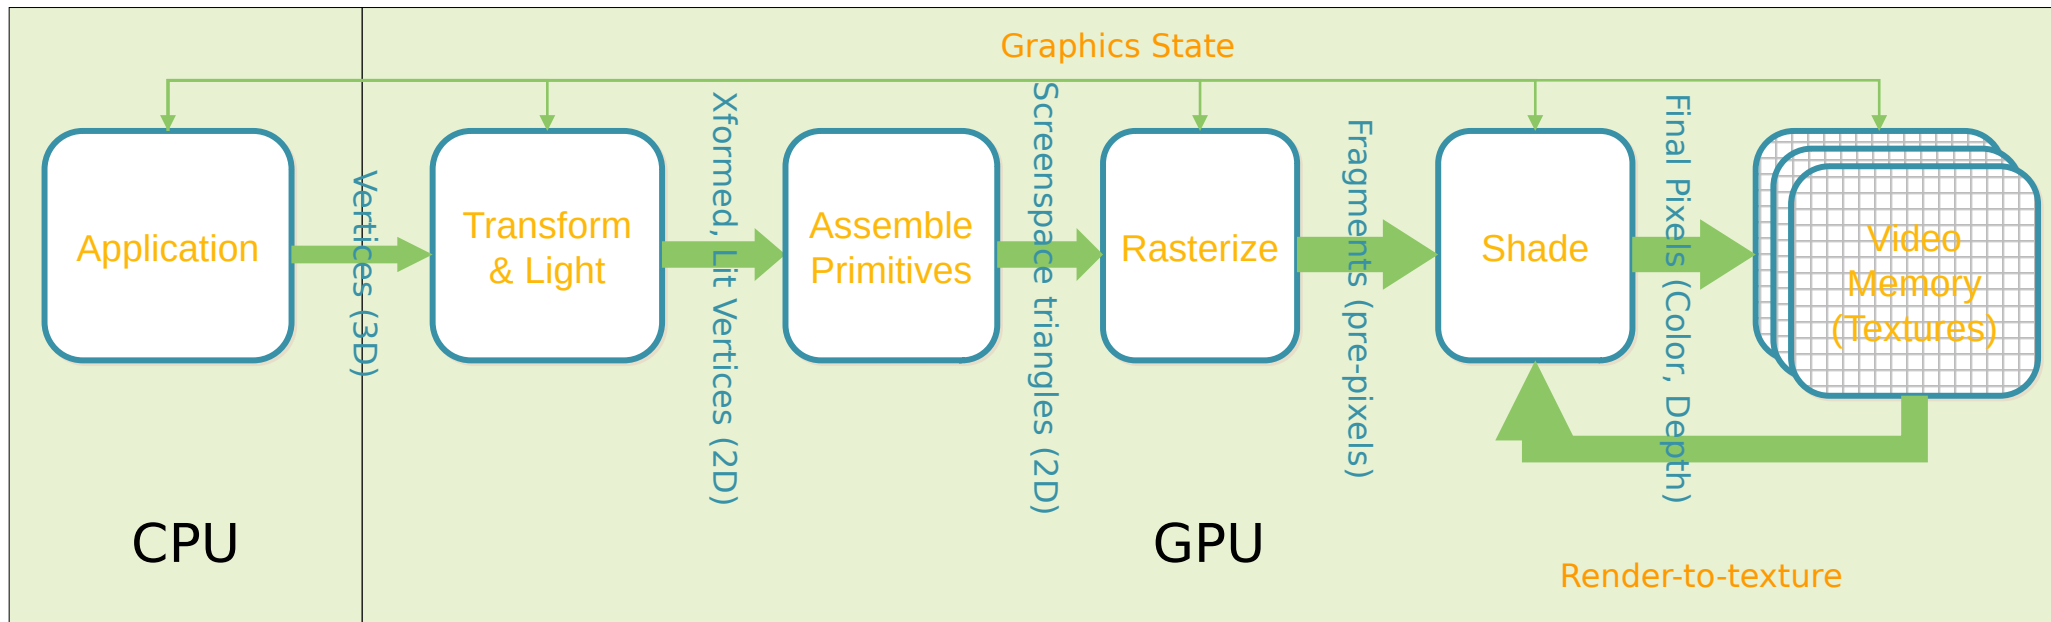 Graphics State
Application
Vertices (3D)
Transform
& Light
Xformed, Lit Vertices (2D)
Assemble
Primitives
Screenspace triangles (2D)
Rasterize
Fragments (pre-pixels)
Shade
Final Pixels (Color, Depth)
Video
Memory
(Textures)
CPU
GPU
Render-to-texture